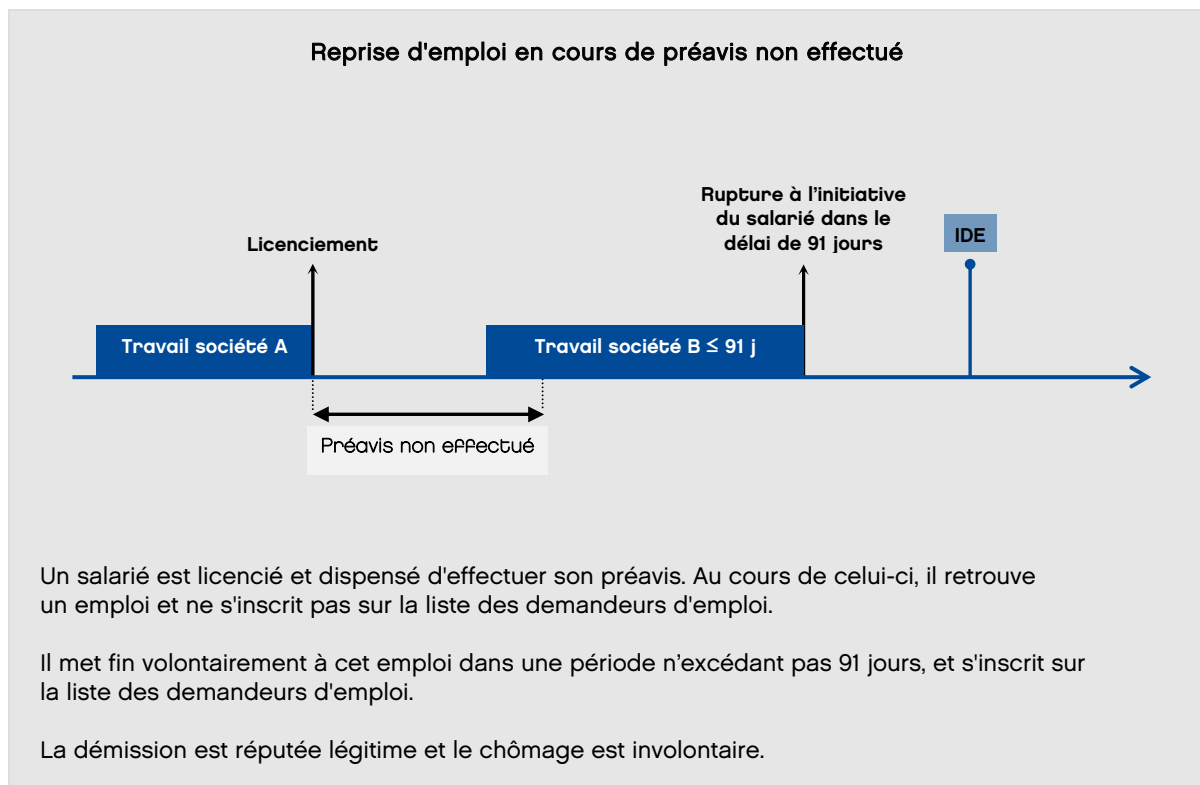 Reprise d'emploi en cours de préavis non effectué
Rupture à l'initiative
du salarié dans le
délai de 91 jours
IDE
Licenciement
Travail société A
Travail société B ≤ 91 j
Préavis non effectué
Un salarié est licencié et dispensé d'effectuer son préavis. Au cours de celui-ci, il retrouve
un emploi et ne s'inscrit pas sur la liste des demandeurs d'emploi.
Il met fin volontairement à cet emploi dans une période n'excédant pas 91 jours, et s'inscrit sur
la liste des demandeurs d'emploi.
La démission est réputée légitime et le chômage est involontaire.